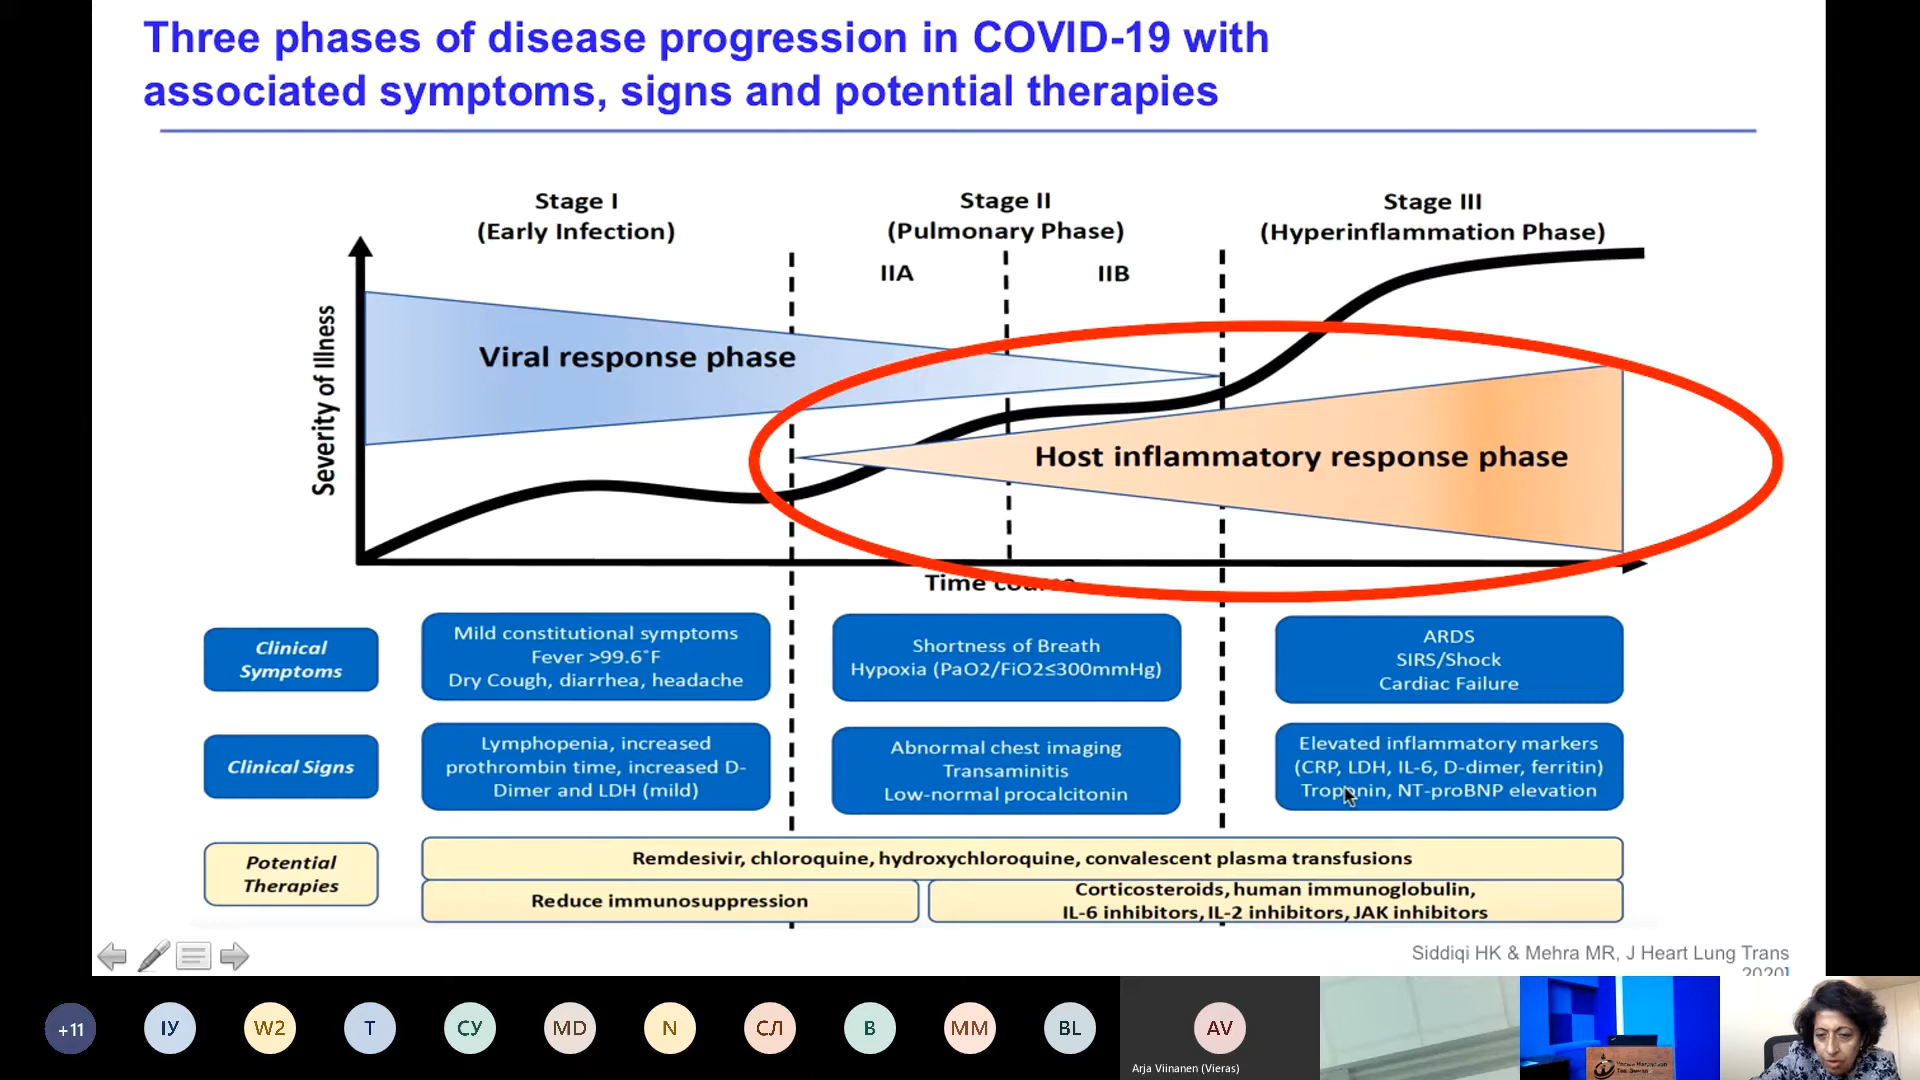 Three phases of disease progression in COVID-19 with
associated symptoms, signs and potential therapies
Stage I
(Early Infection)
Stage II
(Pulmonary Phase)
Stage III
(Hyperinflammation Phase)
IIA
IIB
Severity of Illness
Viral response phase
Host inflammatory response phase
Time course
Clinical
Symptoms
Mild constitutional symptoms
Fever >99.6°F
Dry Cough, diarrhea, headache
Shortness of Breath
Hypoxia (PaO2/FiO2≤300mmHg)
ARDS
SIRS/Shock
Cardiac Failure
Clinical Signs
Lymphopenia, increased
prothrombin time, increased D-
Dimer and LDH (mild)
Abnormal chest imaging
Transaminitis
Low-normal procalcitonin
Elevated inflammatory markers
(CRP, LDH, IL-6, D-dimer, ferritin)
Troponin, NT-proBNP elevation
Potential
Therapies
Remdesivir, chloroquine, hydroxychloroquine, convalescent plasma transfusions
Reduce immunosuppression
Corticosteroids, human immunoglobulin,
IL-6 inhibitors, IL-2 inhibitors, JAK inhibitors
Siddiqi HK & Mehra MR, J Heart Lung Trans
2020
+11
ІУ
W2
T
СУ
MD
N
СЛ
В
MM
BL
AV
Arja Viinanen (Vieras)